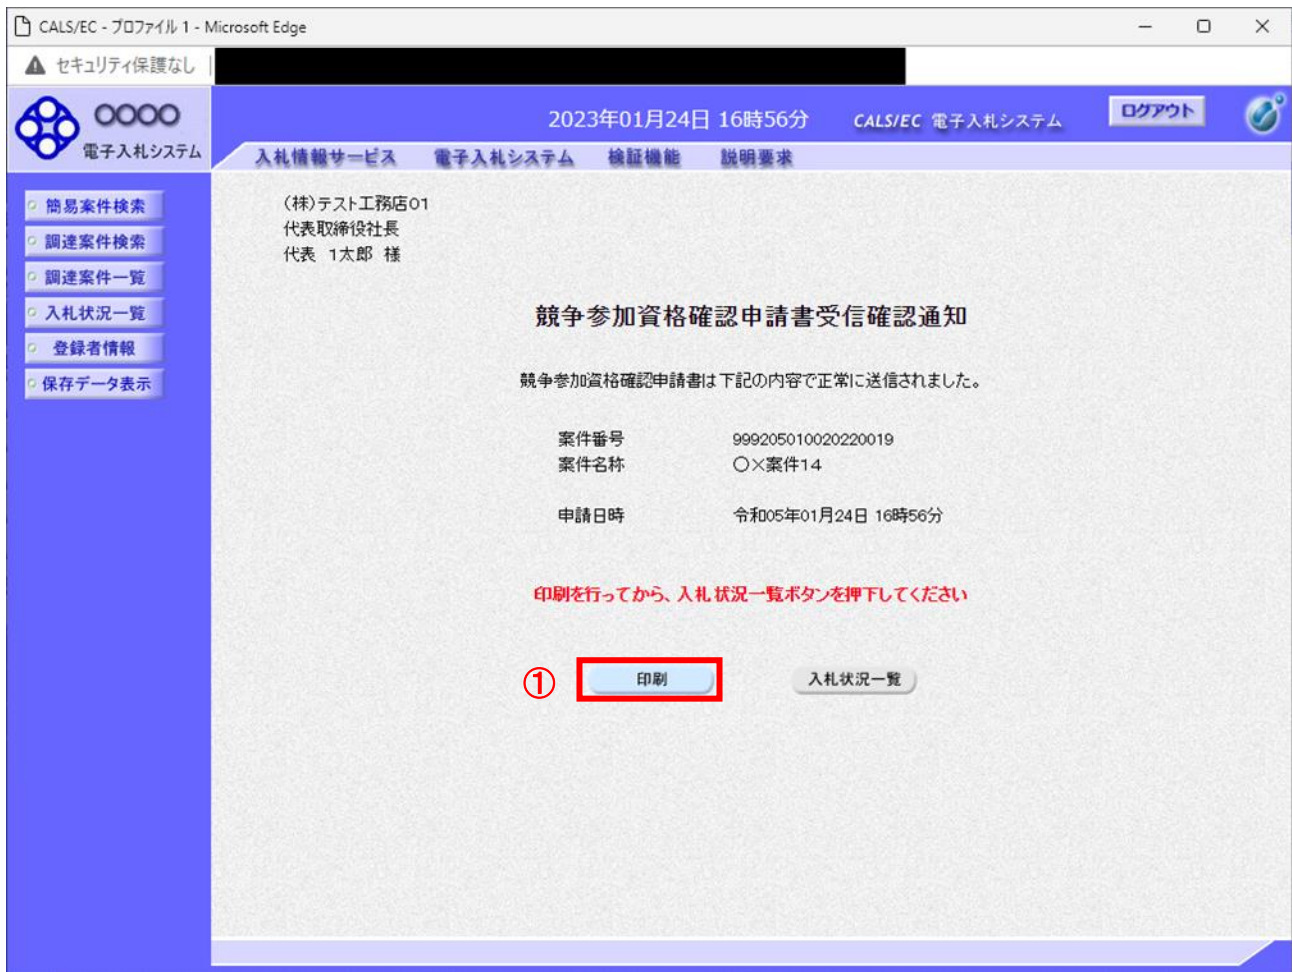 CALS/EC - プロファイル 1 - Microsoft Edge
セキュリティ保護なし
OOOO
電子入札システム
2023年01月24日 16時56分 CALS/EC 電子入札システム ログアウト
入札情報サービス 電子入札システム 検証機能 説明要求
簡易案件検索
調達案件検索
調達案件一覧
入札状況一覧
登録者情報
保存データ表示
(株)テスト工務店01
代表取締役社長
代表 1太郎 様
競争参加資格確認申請書受信確認通知
競争参加資格確認申請書は下記の内容で正常に送信されました。
案件番号 999205010020220019
案件名称 〇×案件14
申請日時 令和05年01月24日 16時56分
印刷を行ってから、入札状況一覧ボタンを押下してください
① 印刷 入札状況一覧